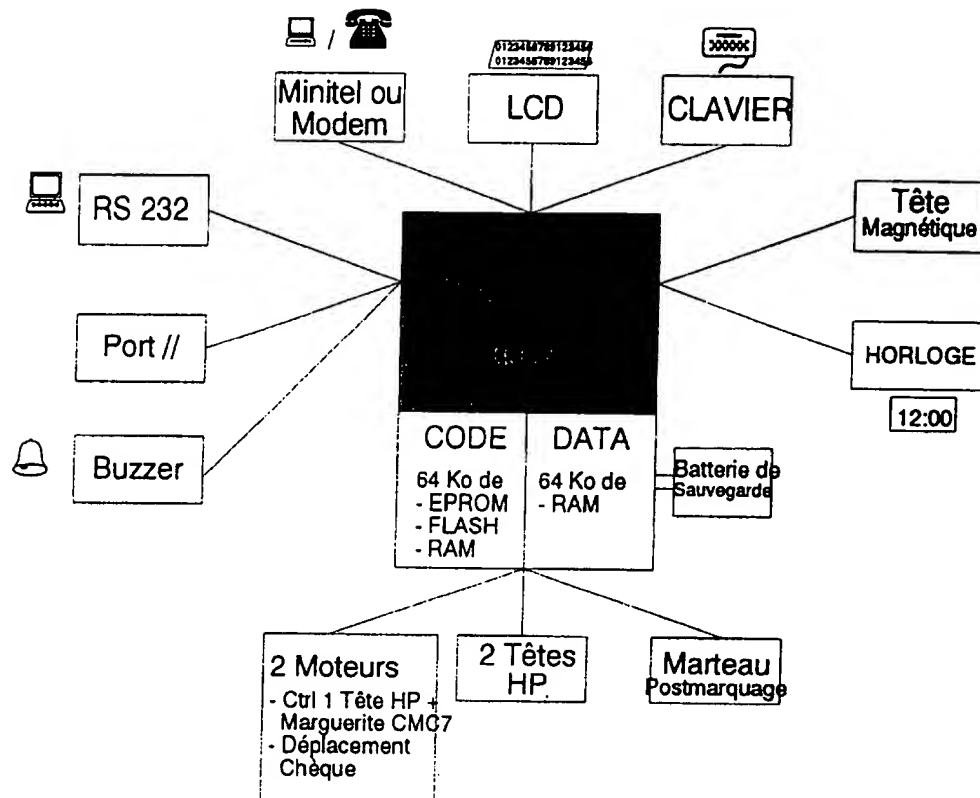 /
0123456789123456
0123456789123456
Minitel ou
Modem
LCD
CLAVIER
RS 232
Tête
Magnétique
Port //
HORLOGE
12:00
Buzzer
CODE
64 Ko de
- EPROM
- FLASH
- RAM
DATA
64 Ko de
- RAM
Batterie de
Sauvegarde
2 Moteurs
- Ctrl 1 Tête HP +
Marguerite CMC7
- Déplacement
Chèque
2 Têtes
HP
Marteau
Postmarquage